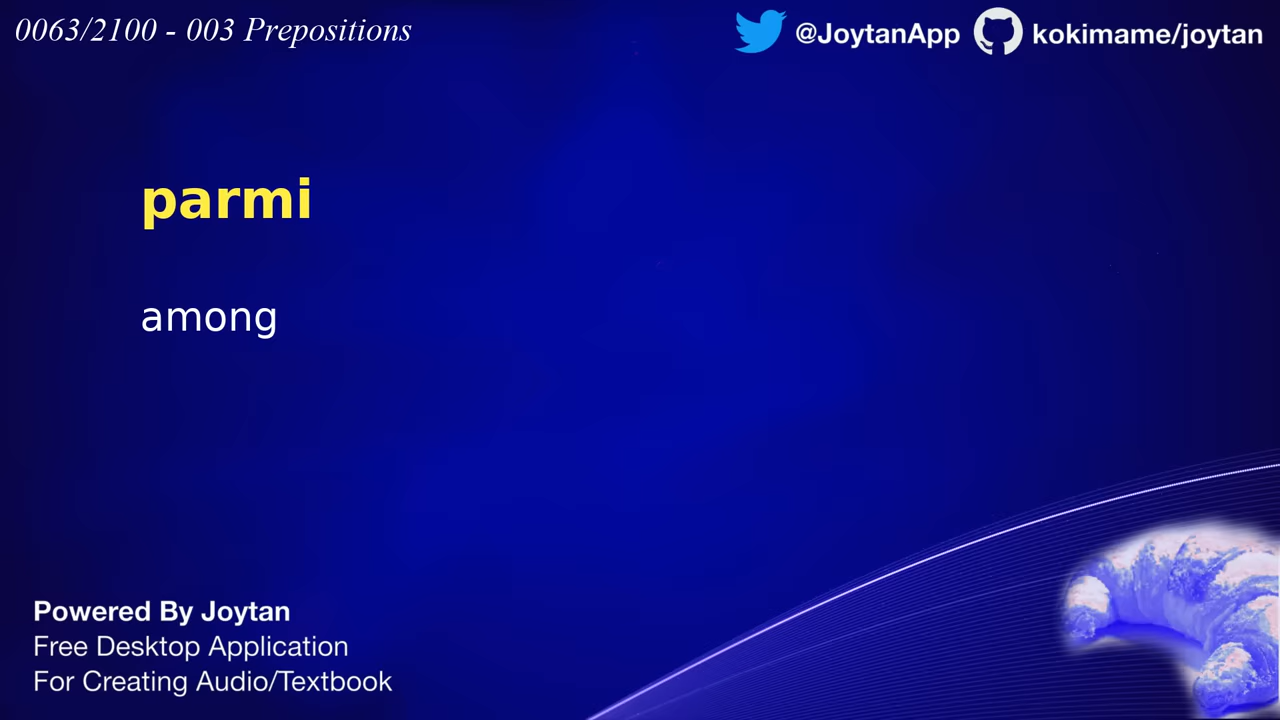 0063/2100 - 003 Prepositions
@JoytanApp
kokimame/joytan
parmi
among
Powered By Joytan
Free Desktop Application
For Creating Audio/Textbook